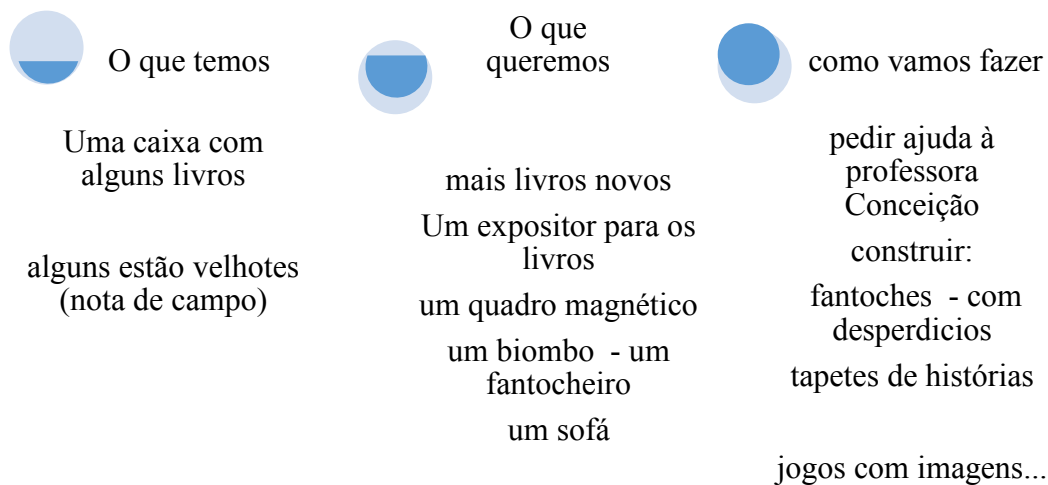 O que temos
Uma caixa com
alguns livros
alguns estão velhotes
(nota de campo)
O que
queremos
mais livros novos
Um expositor para os
livros
um quadro magnético
um biombo  - um
fantocheiro
um sofá
como vamos fazer
pedir ajuda à
professora
Conceição
construir:
fantoches  - com
desperdicios
tapetes de histórias
jogos com imagens...